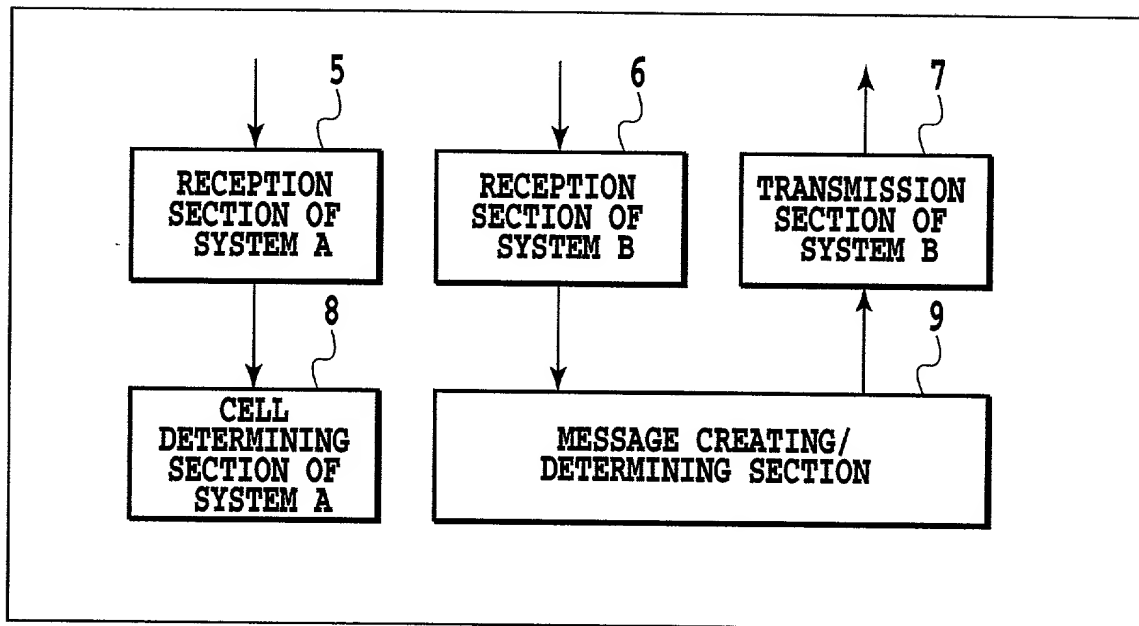 5
RECEPTION
SECTION OF
SYSTEM A
6
RECEPTION
SECTION OF
SYSTEM B
7
TRANSMISSION
SECTION OF
SYSTEM B
8
CELL
DETERMINING
SECTION OF
SYSTEM A
9
MESSAGE CREATING/
DETERMINING SECTION